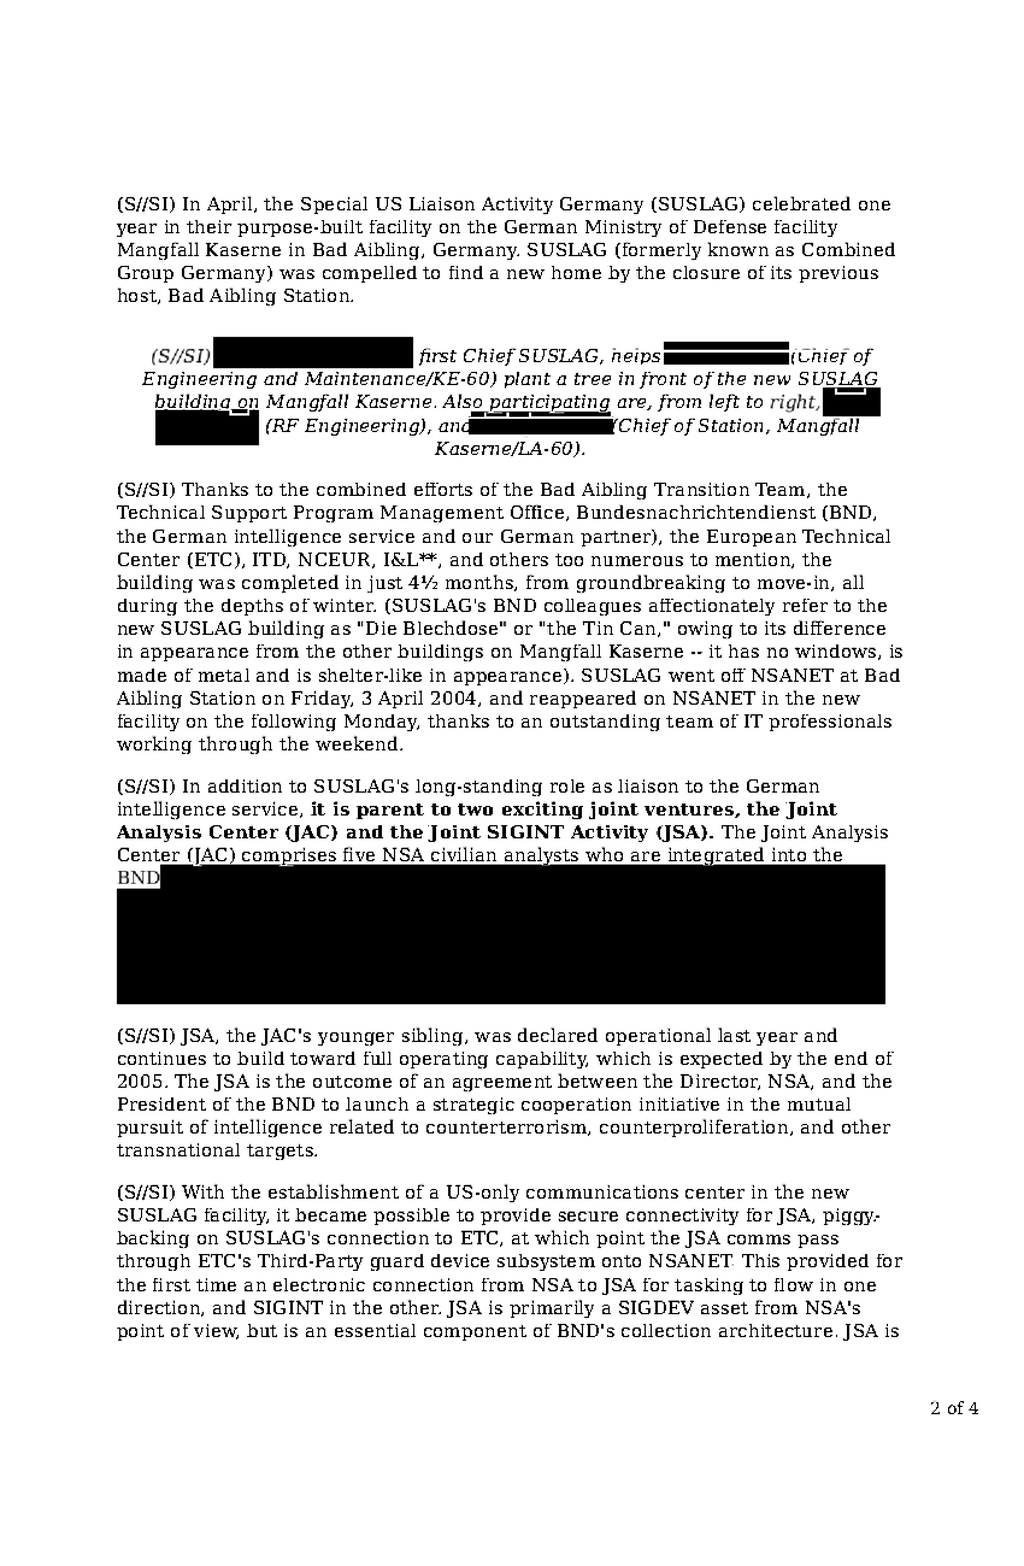 (S//SI) In April, the Special US Liaison Activity Germany (SUSLAG) celebrated one
year in their purpose-built facility on the German Ministry of Defense facility
Mangfall Kaserne in Bad Aibling, Germany. SUSLAG (formerly known as Combined
Group Germany) was compelled to find a new home by the closure of its previous
host, Bad Aibling Station.
(S//SI) first Chief SUSLAG, helps (Chief of
Engineering and Maintenance/KE-60) plant a tree in front of the new SUSLAG
building on Mangfall Kaserne. Also participating are, from left to right,
(RF Engineering), and (Chief of Station, Mangfall
Kaserne/LA-60).
(S//SI) Thanks to the combined efforts of the Bad Aibling Transition Team, the
Technical Support Program Management Office, Bundesnachrichtendienst (BND,
the German intelligence service and our German partner), the European Technical
Center (ETC), ITD, NCEUR, I&L**, and others too numerous to mention, the
building was completed in just 4½ months, from groundbreaking to move-in, all
during the depths of winter. (SUSLAG's BND colleagues affectionately refer to the
new SUSLAG building as "Die Blechdose" or "the Tin Can," owing to its difference
in appearance from the other buildings on Mangfall Kaserne -- it has no windows, is
made of metal and is shelter-like in appearance). SUSLAG went off NSANET at Bad
Aibling Station on Friday, 3 April 2004, and reappeared on NSANET in the new
facility on the following Monday, thanks to an outstanding team of IT professionals
working through the weekend.
(S//SI) In addition to SUSLAG's long-standing role as liaison to the German
intelligence service, it is parent to two exciting joint ventures, the Joint
Analysis Center (JAC) and the Joint SIGINT Activity (JSA). The Joint Analysis
Center (JAC) comprises five NSA civilian analysts who are integrated into the
BND
(S//SI) JSA, the JAC's younger sibling, was declared operational last year and
continues to build toward full operating capability, which is expected by the end of
2005. The JSA is the outcome of an agreement between the Director, NSA, and the
President of the BND to launch a strategic cooperation initiative in the mutual
pursuit of intelligence related to counterterrorism, counterproliferation, and other
transnational targets.
(S//SI) With the establishment of a US-only communications center in the new
SUSLAG facility, it became possible to provide secure connectivity for JSA, piggy-
backing on SUSLAG's connection to ETC, at which point the JSA comms pass
through ETC's Third-Party guard device subsystem onto NSANET. This provided for
the first time an electronic connection from NSA to JSA for tasking to flow in one
direction, and SIGINT in the other. JSA is primarily a SIGDEV asset from NSA's
point of view, but is an essential component of BND's collection architecture. JSA is
2 of 4